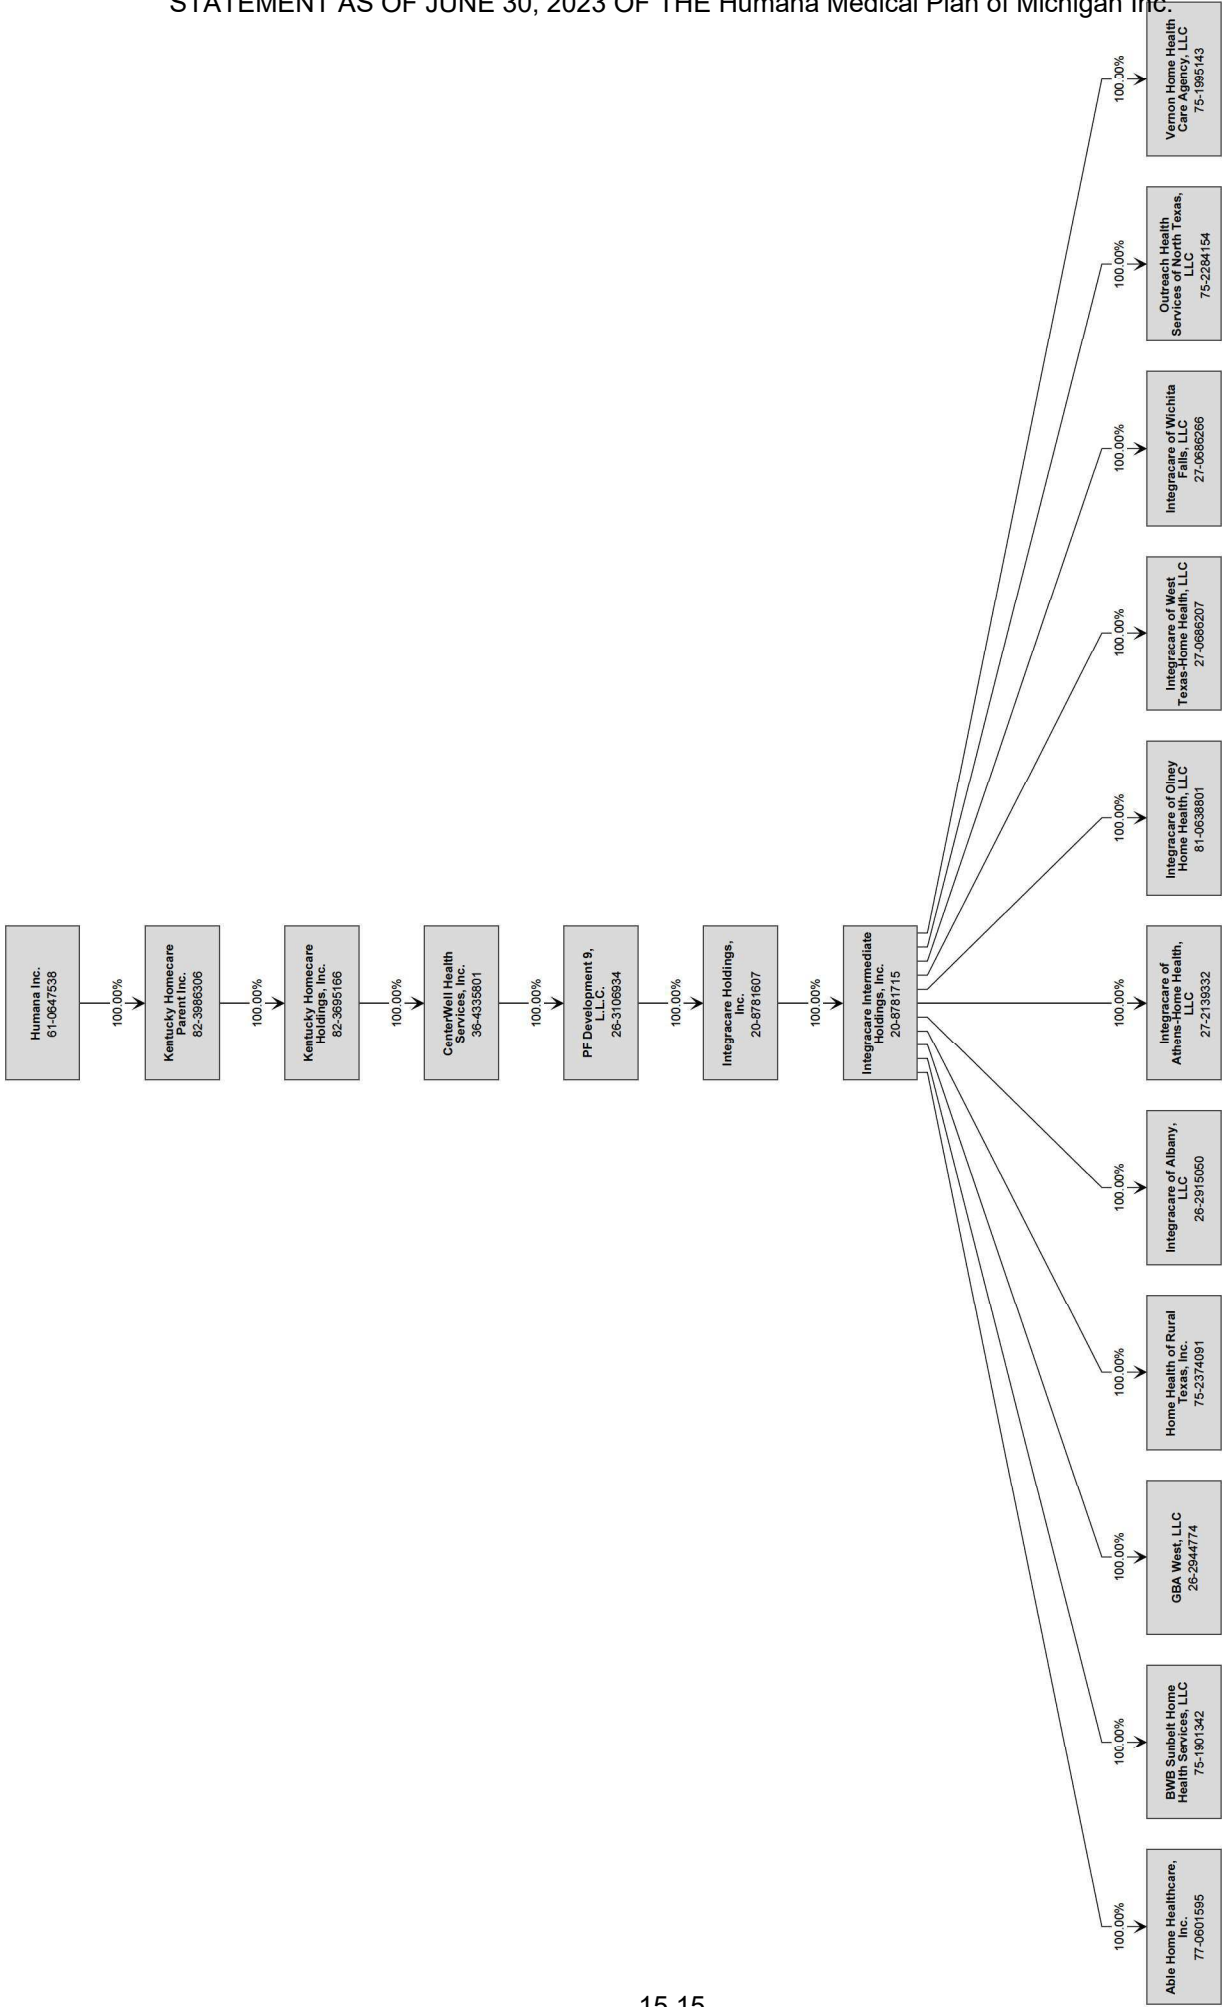 STATEMENT AS OF JUNE 30, 2023 OF THE Humana Medical Plan of Michigan Inc.
Humana Inc.
61-0647538
100.00%
Kentucky Homecare
Parent Inc.
82-3986306
100.00%
Kentucky Homecare
Holdings, Inc.
82-3695166
100.00%
CenterWell Health
Services, Inc.
36-4335801
100.00%
PF Development 9,
L.L.C.
26-3106934
100.00%
Integracare Holdings,
Inc.
20-8781607
100.00%
Integracare Intermediate
Holdings, Inc.
20-8781715
100.00%
Able Home Healthcare,
Inc.
77-0601595
100.00%
BWB Sunbelt Home
Health Services, LLC
75-1901342
100.00%
GBA West, LLC
26-2944774
100.00%
Home Health of Rural
Texas, Inc.
75-2374091
100.00%
Integracare of Albany,
LLC
26-2915050
100.00%
Integracare of
Athens-Home Health,
LLC
27-2139332
100.00%
Integracare of Olney
Home Health, LLC
81-0638801
100.00%
Integracare of West
Texas-Home Health, LLC
27-0686207
100.00%
Integracare of Wichita
Falls, LLC
27-0686266
100.00%
Outreach Health
Services of North Texas,
LLC
75-2284154
100.00%
Vernon Home Health
Care Agency, LLC
75-1995143
15.15